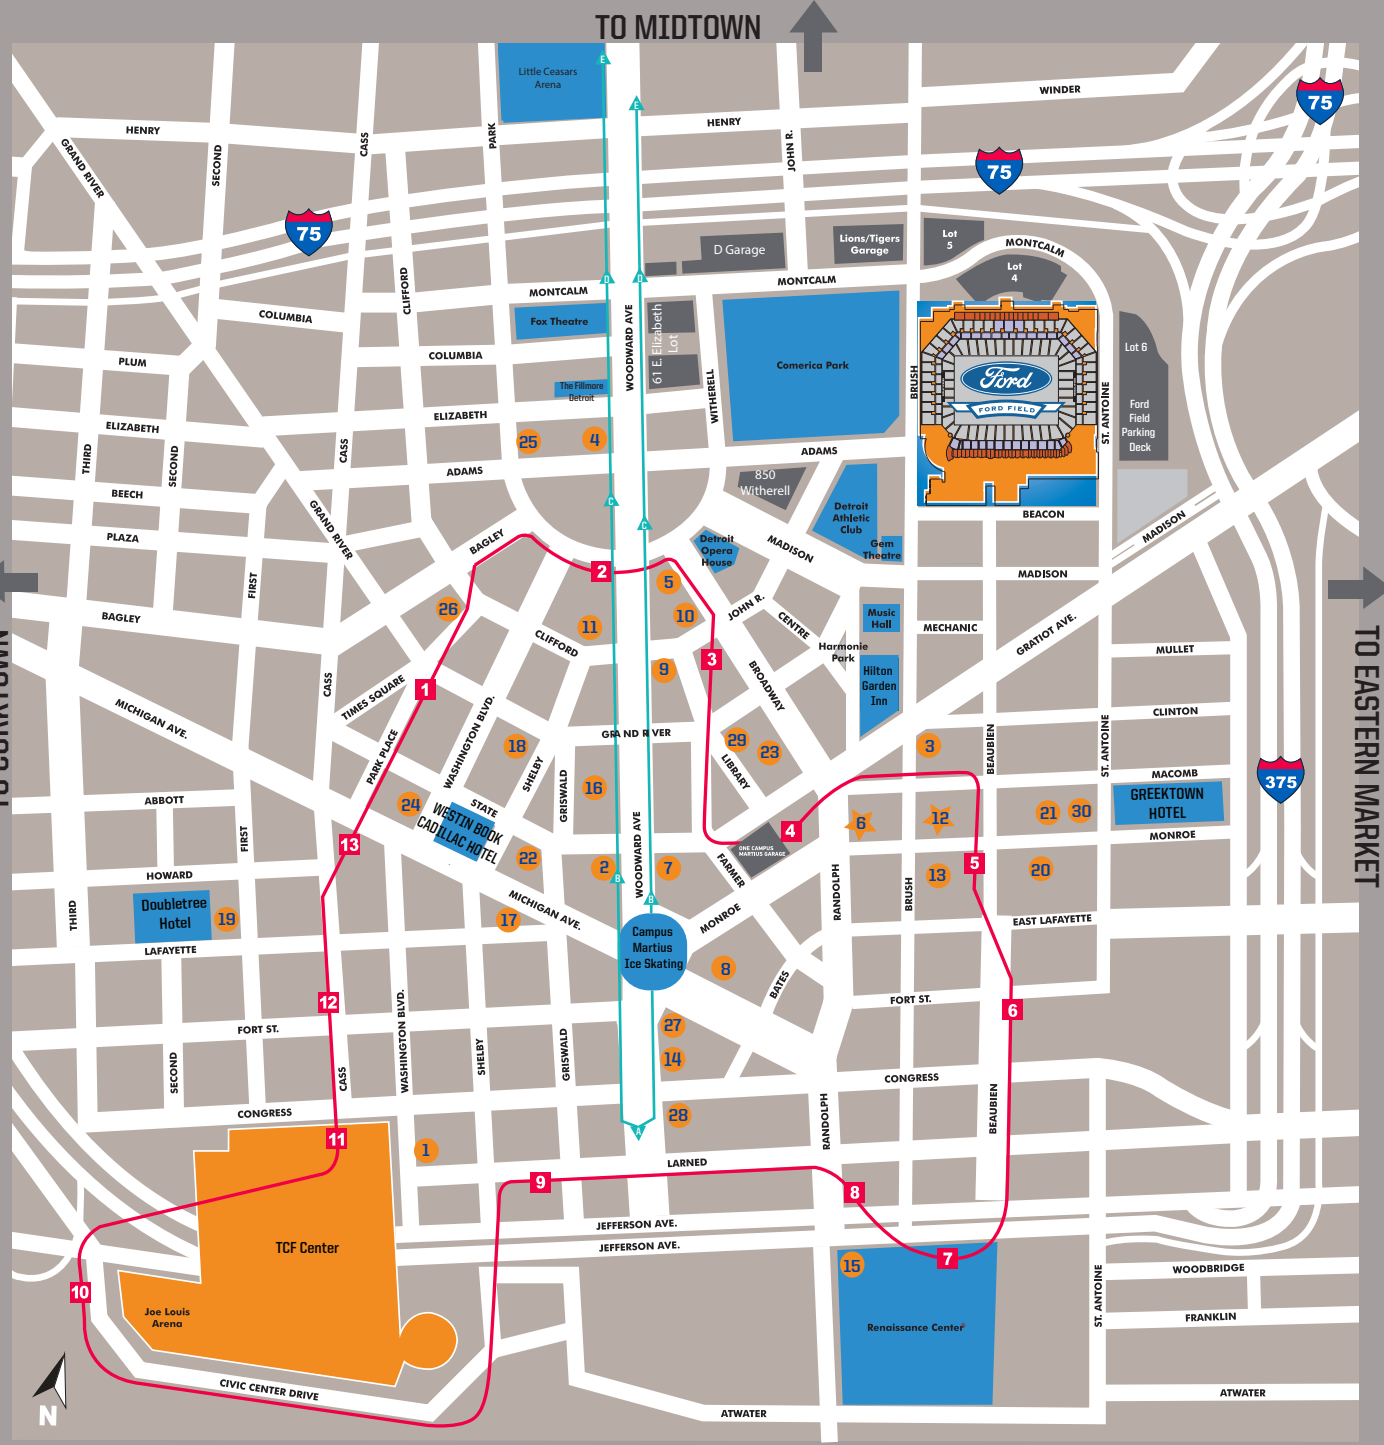 TO MIDTOWN
Little Ceasars
Arena
E
E
75
WINDER
HENRY
HENRY
GRAND RIVER
SECOND
CASS
PARK
JOHN R.
75
75
Lot
5
Lions/Tigers
Garage
D Garage
MONTCALM
Lot
4
CLIFFORD
D
D
MONTCALM
MONTCALM
COLUMBIA
Fox Theatre
WOODWARD AVE
61 E. Elizabeth
Lot
Comerica Park
Ford
FORD FIELD
Lot 6
PLUM
COLUMBIA
The Fillmore
Detroit
WITHERELL
BRUSH
ST. ANTOINE
Ford
Field
Parking
Deck
ELIZABETH
ELIZABETH
25
4
THIRD
SECOND
CASS
ADAMS
ADAMS
850
Witherell
BEECH
C
C
GRAND RIVER
Detroit
Athletic
Club
BEACON
MADISON
PLAZA
BAGLEY
Detroit
Opera
House
MADISON
Gem
Theatre
2
5
MADISON
FIRST
BAGLEY
26
11
10
JOHN R.
CENTRE
Music
Hall
MECHANIC
GRATIOT AVE.
CLIFFORD
Harmonie
Park
MULLET
TO CORKTOWN
TO EASTERN MARKET
3
9
BROADWAY
Hilton
Garden
Inn
CASS
TIMES SQUARE
1
MICHIGAN AVE.
CLINTON
WASHINGTON BLVD.
GRAND RIVER
29
23
3
BEAUBIEN
ST. ANTOINE
PARK PLACE
18
SHELBY
GRISWALD
16
LIBRARY
MACOMB
375
ABBOTT
24
STATE
WESTIN BOOK
CADILLAC HOTEL
GREEKTOWN
HOTEL
21
30
12
6
4
MONROE
FIRST
13
22
2
7
WOODWARD AVE
ONE CAMPUS
MARTIUS GARAGE
FARMER
5
13
20
HOWARD
B
B
RANDOLPH
BRUSH
Doubletree
Hotel
19
THIRD
17
MICHIGAN AVE.
MONROE
EAST LAFAYETTE
LAFAYETTE
Campus
Martius
Ice Skating
8
BATES
12
FORT ST.
FORT ST.
6
27
14
SECOND
CASS
WASHINGTON BLVD.
SHELBY
GRISWALD
CONGRESS
CONGRESS
28
RANDOLPH
BEAUBIEN
A
11
1
LARNED
9
8
JEFFERSON AVE.
JEFFERSON AVE.
TCF Center
7
15
WOODBRIDGE
10
Joe Louis
Arena
Renaissance Center
ST. ANTOINE
FRANKLIN
CIVIC CENTER DRIVE
ATWATER
ATWATER
N